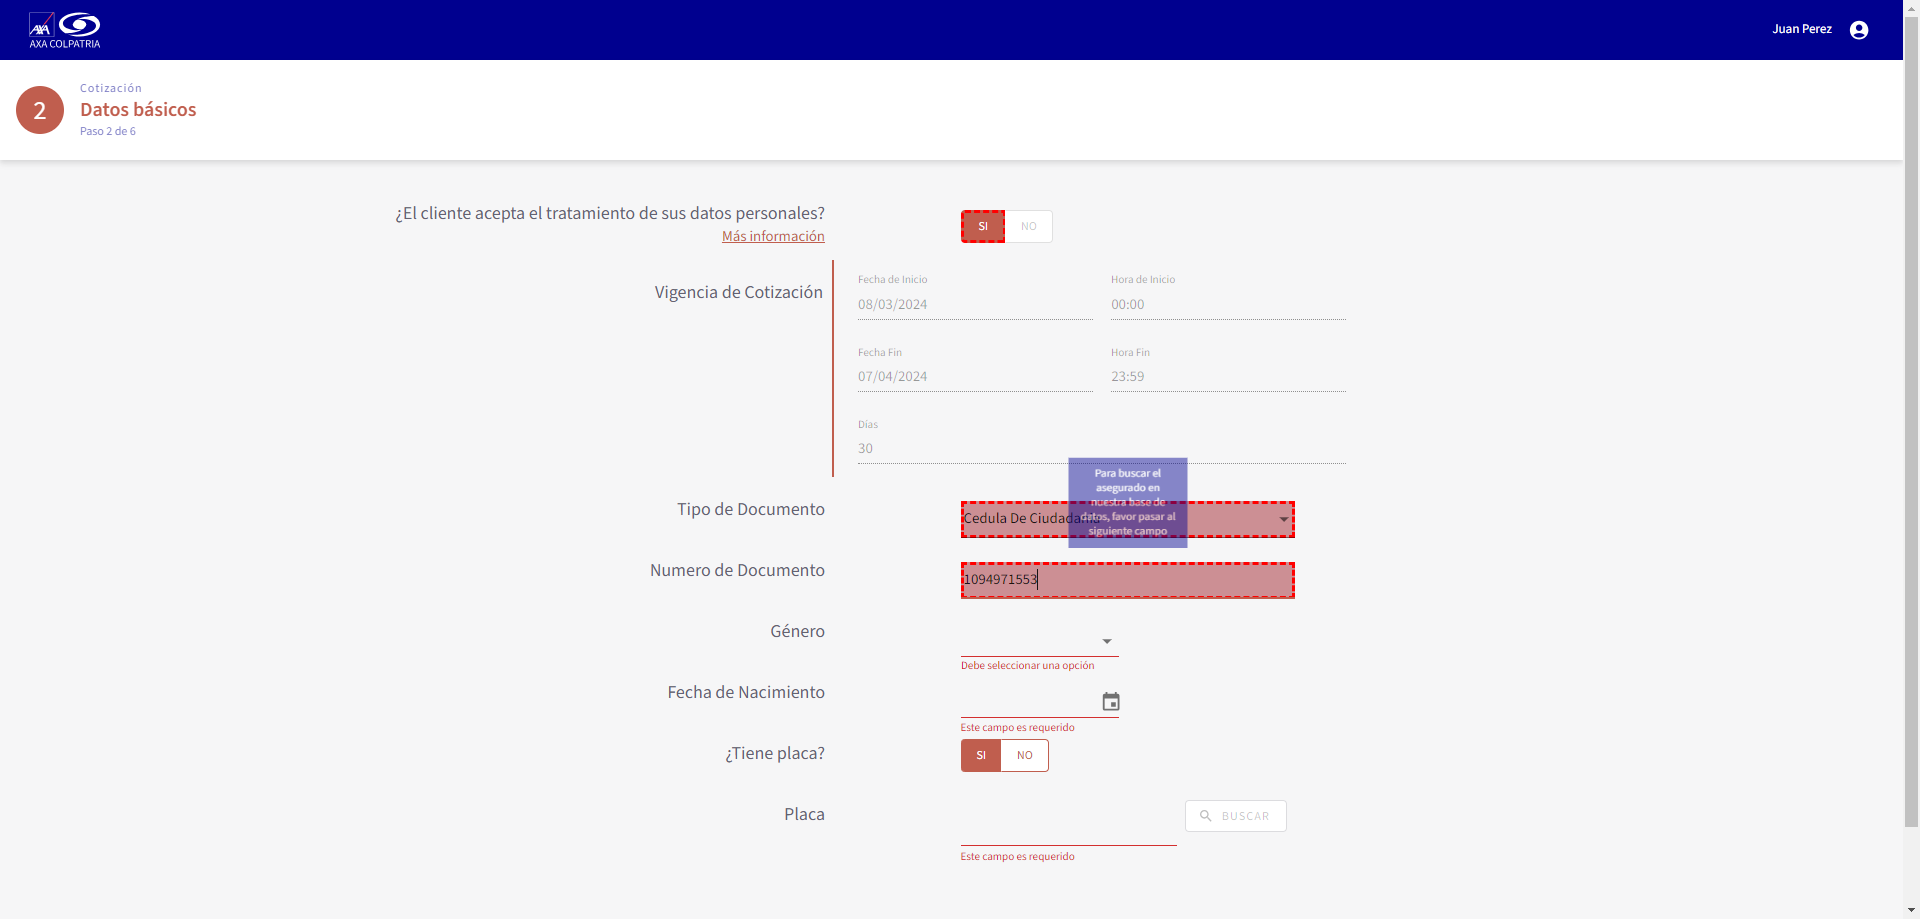 AXA
AXA COLPATRIA
Juan Perez
2
Cotización
Datos básicos
Paso 2 de 6
¿El cliente acepta el tratamiento de sus datos personales?
Más información
SI
NO
Vigencia de Cotización
Fecha de Inicio
Hora de Inicio
08/03/2024
00:00
Fecha Fin
Hora Fin
07/04/2024
23:59
Días
30
Para buscar el
asegurado en
nuestra base de
datos, favor pasar al
siguiente campo
Tipo de Documento
Cedula De Ciudadania
Numero de Documento
1094971553
Género
Debe seleccionar una opción
Fecha de Nacimiento
Este campo es requerido
¿Tiene placa?
SI
NO
Placa
BUSCAR
Este campo es requerido